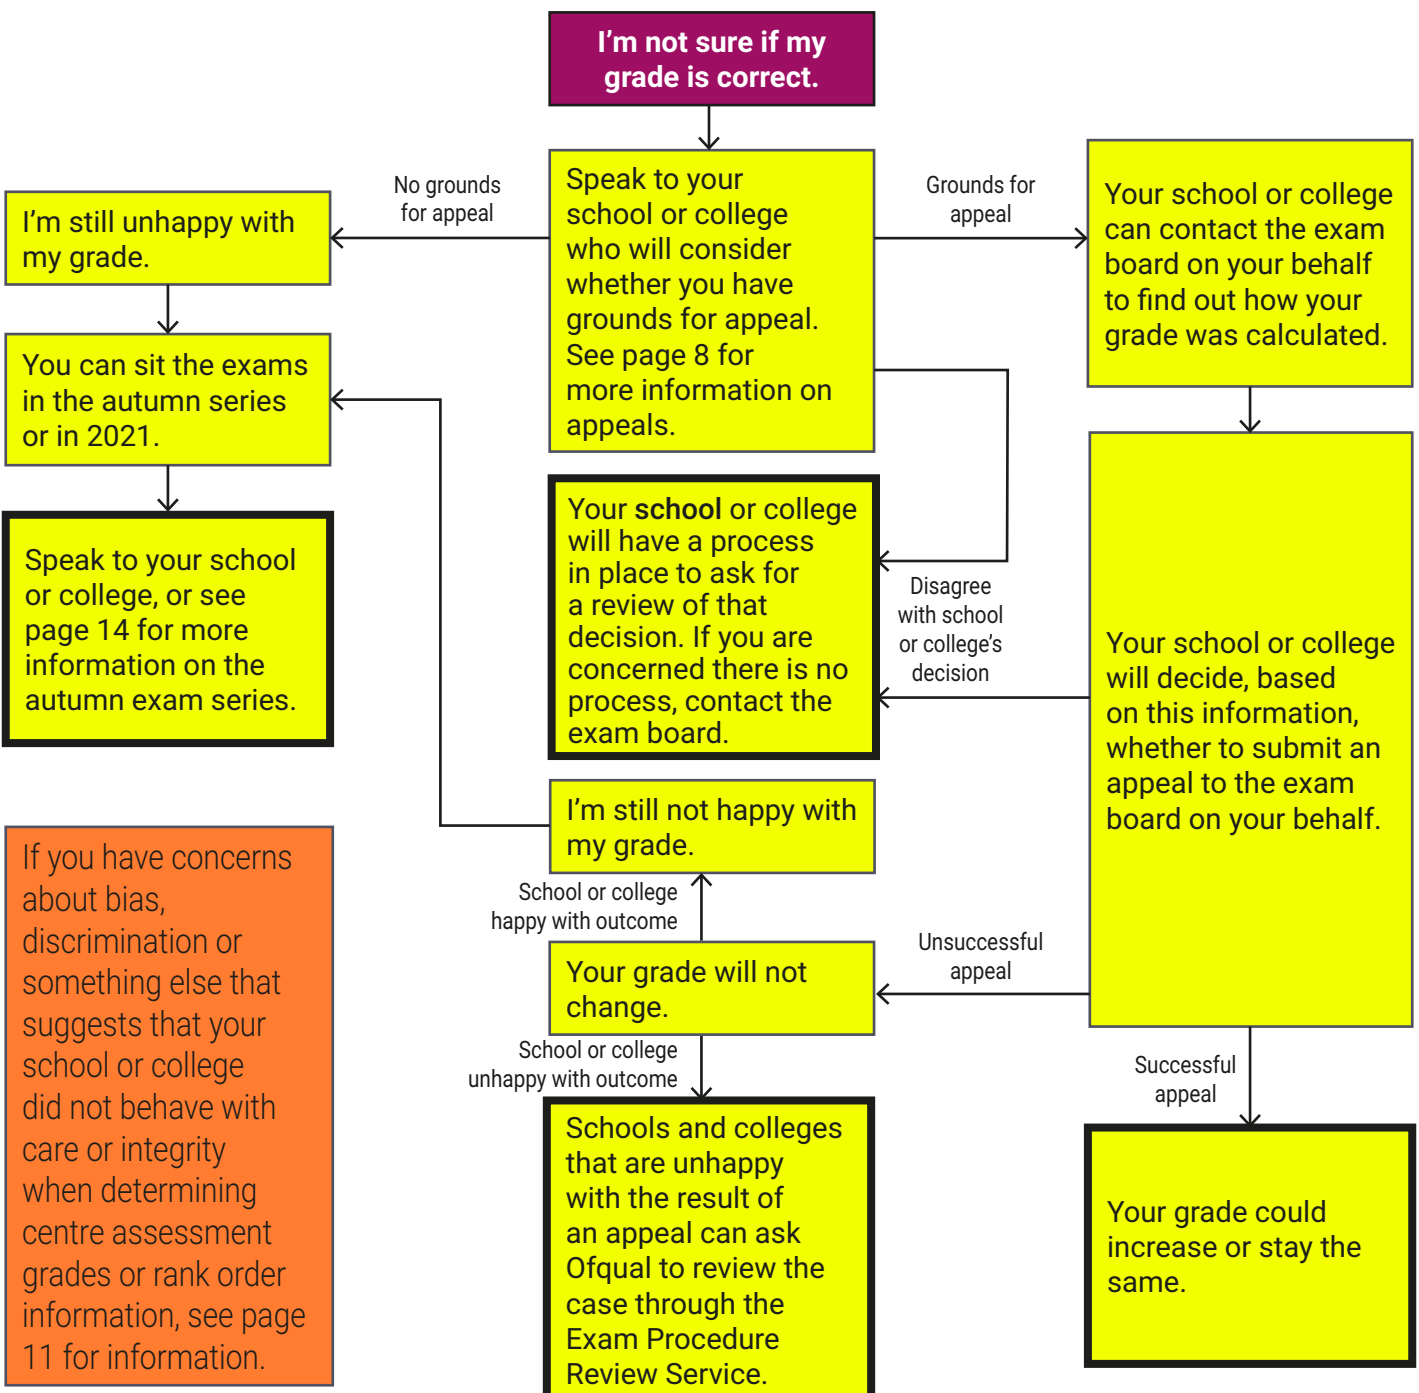 I’m not sure if my
grade is correct.
No grounds
for appeal
Speak to your
school or college
who will consider
whether you have
grounds for appeal.
See page 8 for
more information on
appeals.
Grounds for
appeal
Your school or college
can contact the exam
board on your behalf
to find out how your
grade was calculated.
I’m still unhappy with
my grade.
You can sit the exams
in the autumn series
or in 2021.
Speak to your school
or college, or see
page 14 for more
information on the
autumn exam series.
Your school or college
will have a process
in place to ask for
a review of that
decision. If you are
concerned there is no
process, contact the
exam board.
Disagree
with school
or college’s
decision
Your school or college
will decide, based
on this information,
whether to submit an
appeal to the exam
board on your behalf.
I’m still not happy with
my grade.
School or college
happy with outcome
Your grade will not
change.
Unsuccessful
appeal
School or college
unhappy with outcome
Schools and colleges
that are unhappy
with the result of
an appeal can ask
Ofqual to review the
case through the
Exam Procedure
Review Service.
Successful
appeal
Your grade could
increase or stay the
same.
If you have concerns
about bias,
discrimination or
something else that
suggests that your
school or college
did not behave with
care or integrity
when determining
centre assessment
grades or rank order
information, see page
11 for information.